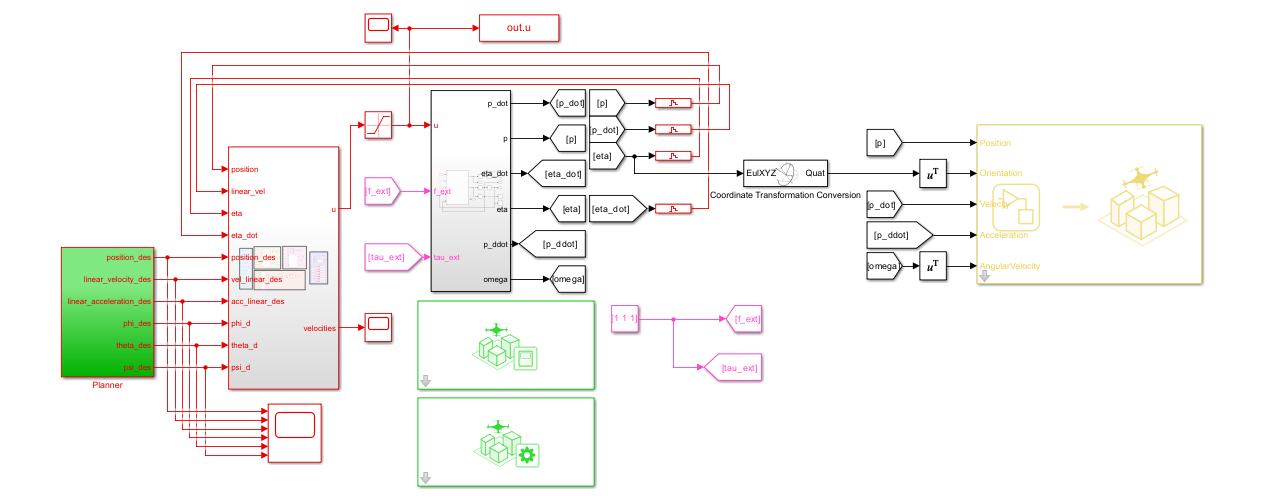 out.u
position
linear_vel
eta
eta_dot
position_des
vel_linear_des
acc_linear_des
phi_d
theta_d
psi_d
u
velocities
position_des
linear_velocity_des
linear_acceleration_des
phi_des
theta_des
psi_des
Planner
[f_ext]
[tau_ext]
u
f_ext
tau_ext
p_dot
p
eta_dot
eta
p_ddot
omega
[p_dot]
[p]
[eta_dot]
[eta]
[p_ddot]
[omega]
[p]
[p_dot]
[eta]
[eta_dot]
EulXYZ
Quat
Coordinate Transformation Conversion
[1 1 1]
[f_ext]
[tau_ext]
[p]
[p_dot]
[p_ddot]
[omega]
uT
uT
Position
Orientation
Velocity
Acceleration
AngularVelocity